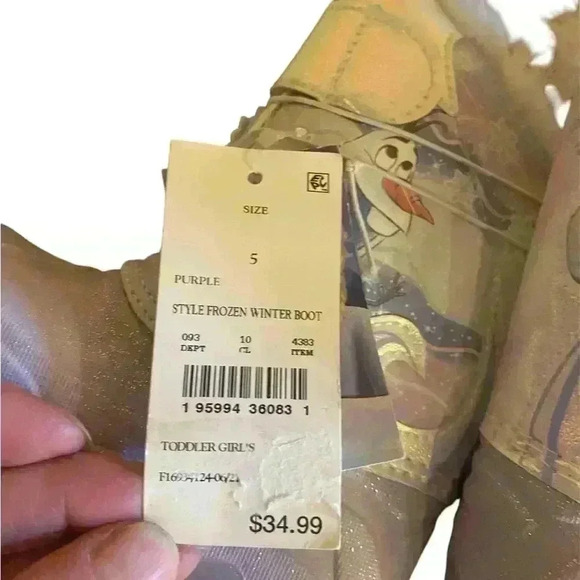 SIZE
5
PURPLE
STYLE FROZEN WINTER BOOT
093 10 4383
DEPT CL ITEM
1 95994 36083 1
TODDLER GIRL'S
$34.99